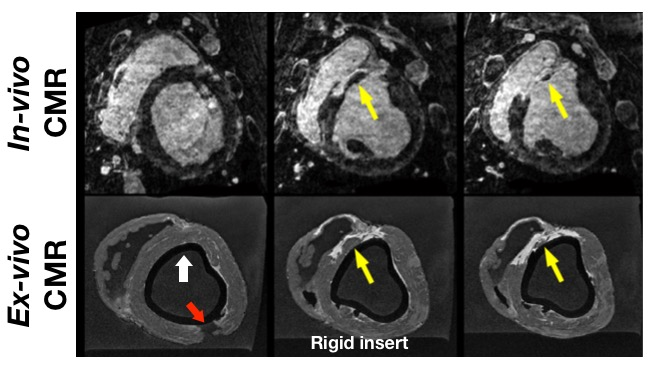 In-vivo
CMR
Ex-vivo
CMR
Rigid insert